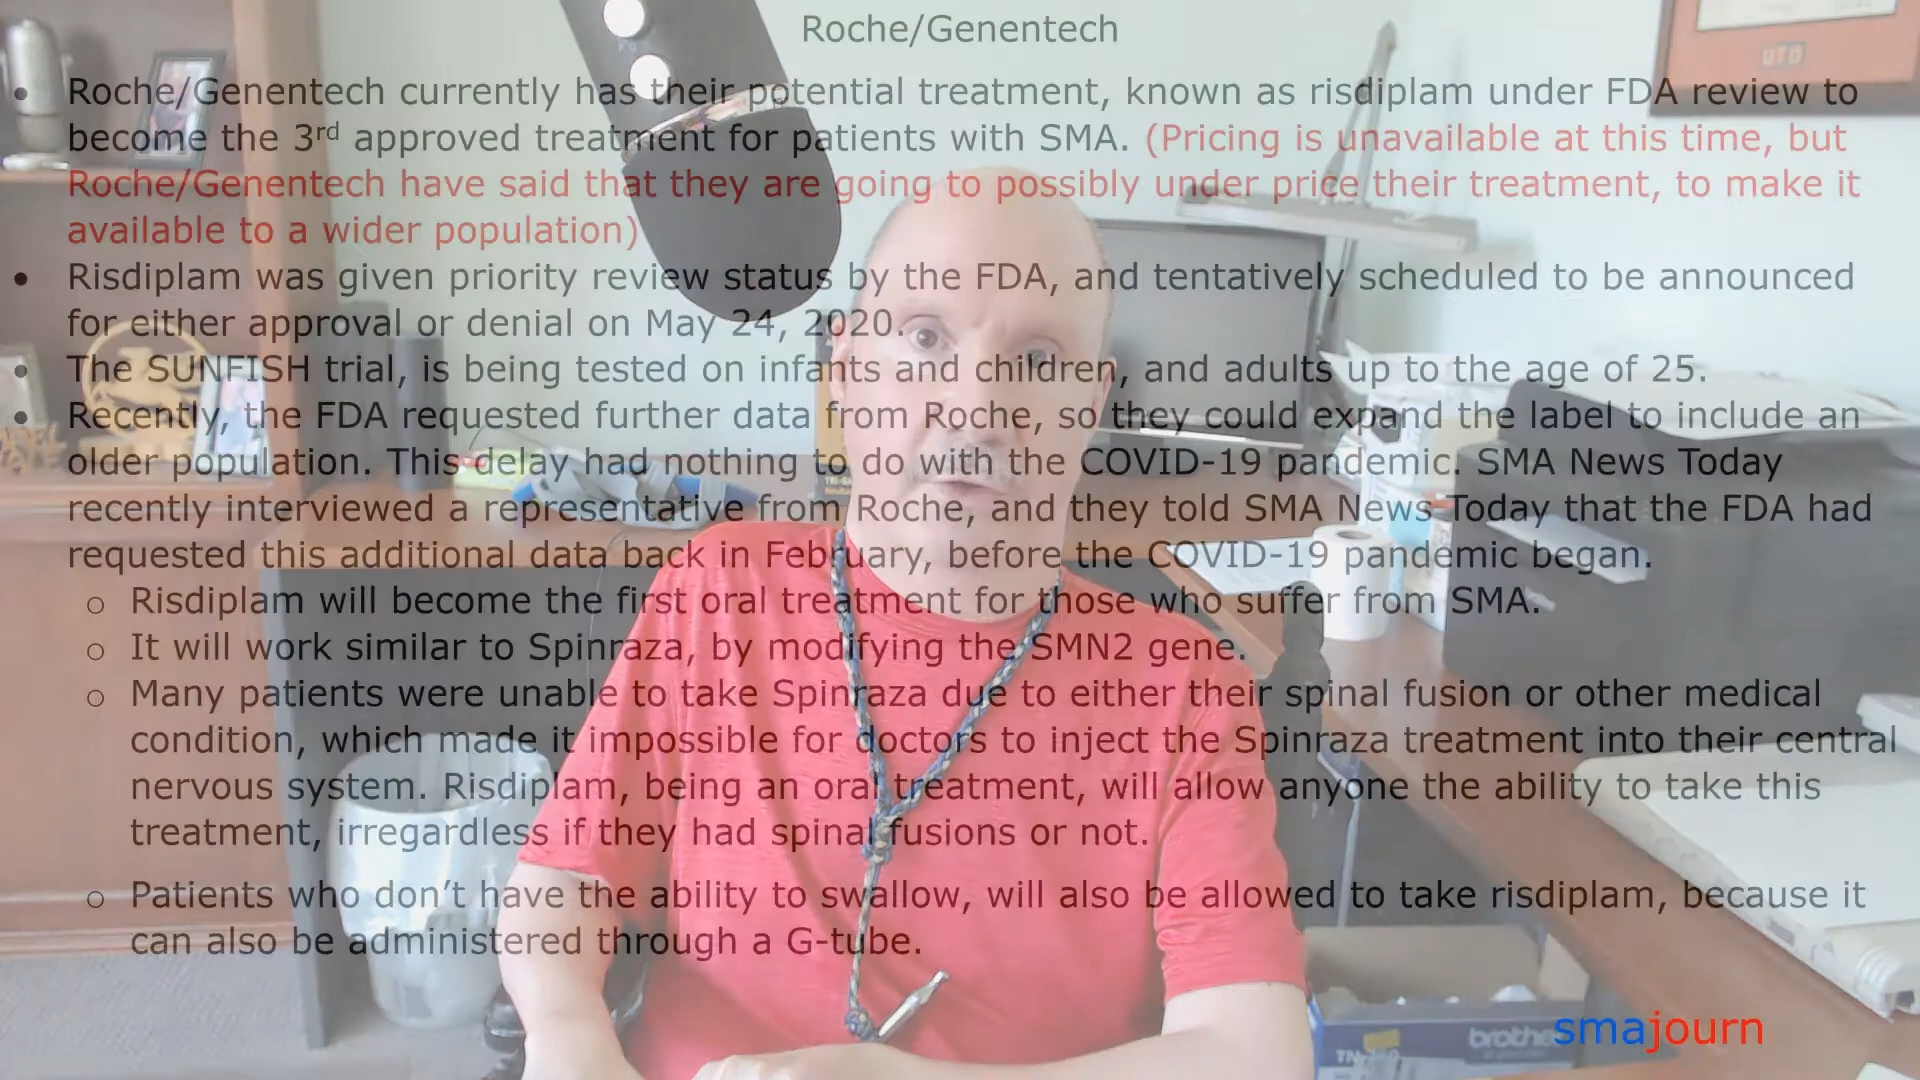 Roche/Genentech
• Roche/Genentech currently has their potential treatment, known as risdiplam under FDA review to
become the 3rd approved treatment for patients with SMA. (Pricing is unavailable at this time, but
Roche/Genentech have said that they are going to possibly under price their treatment, to make it
available to a wider population)
• Risdiplam was given priority review status by the FDA, and tentatively scheduled to be announced
for either approval or denial on May 24, 2020.
• The SUNFISH trial, is being tested on infants and children, and adults up to the age of 25.
• Recently, the FDA requested further data from Roche, so they could expand the label to include an
older population. This delay had nothing to do with the COVID-19 pandemic. SMA News Today
recently interviewed a representative from Roche, and they told SMA News Today that the FDA had
requested this additional data back in February, before the COVID-19 pandemic began.
o Risdiplam will become the first oral treatment for those who suffer from SMA.
o It will work similar to Spinraza, by modifying the SMN2 gene.
o Many patients were unable to take Spinraza due to either their spinal fusion or other medical
condition, which made it impossible for doctors to inject the Spinraza treatment into their central
nervous system. Risdiplam, being an oral treatment, will allow anyone the ability to take this
treatment, irregardless if they had spinal fusions or not.
o Patients who don’t have the ability to swallow, will also be allowed to take risdiplam, because it
can also be administered through a G-tube.
smajourn
brother
UTD